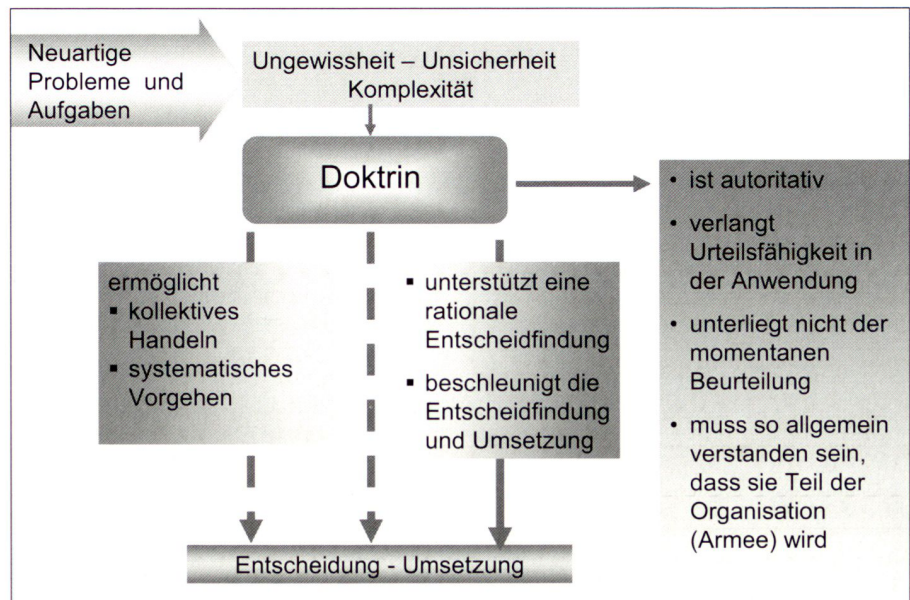 Neuartige
Probleme und
Aufgaben
Ungewissheit – Unsicherheit
Komplexität
Doktrin
ermöglicht
▪ kollektives
Handeln
▪ systematisches
Vorgehen
▪ unterstützt eine
rationale
Entscheidfindung
▪ beschleunigt die
Entscheidfindung
und Umsetzung
• ist autoritativ
• verlangt
Urteilsfähigkeit in
der Anwendung
• unterliegt nicht der
momentanen
Beurteilung
• muss so allgemein
verstanden sein,
dass sie Teil der
Organisation
(Armee) wird
Entscheidung - Umsetzung